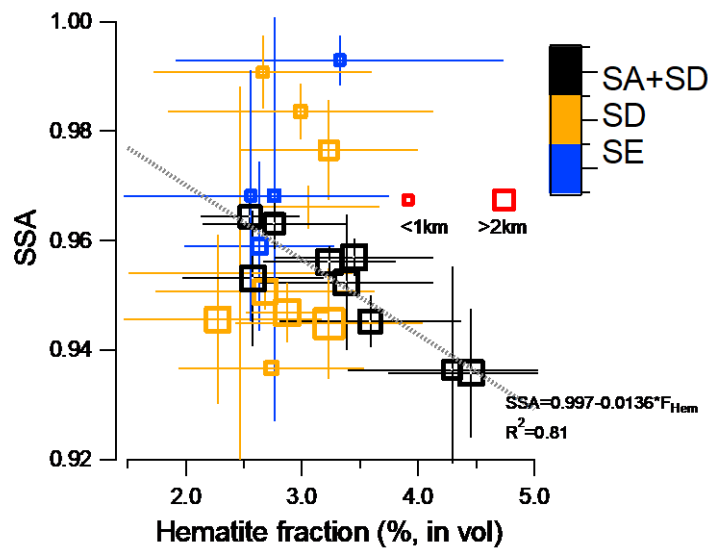 1.00
0.98
0.96
0.94
0.92
SSA
SA+SD
SD
SE
<1km
>2km
SSA=0.997-0.0136*F_Hem
R²=0.81
2.0
3.0
4.0
5.0
Hematite fraction (%, in vol)